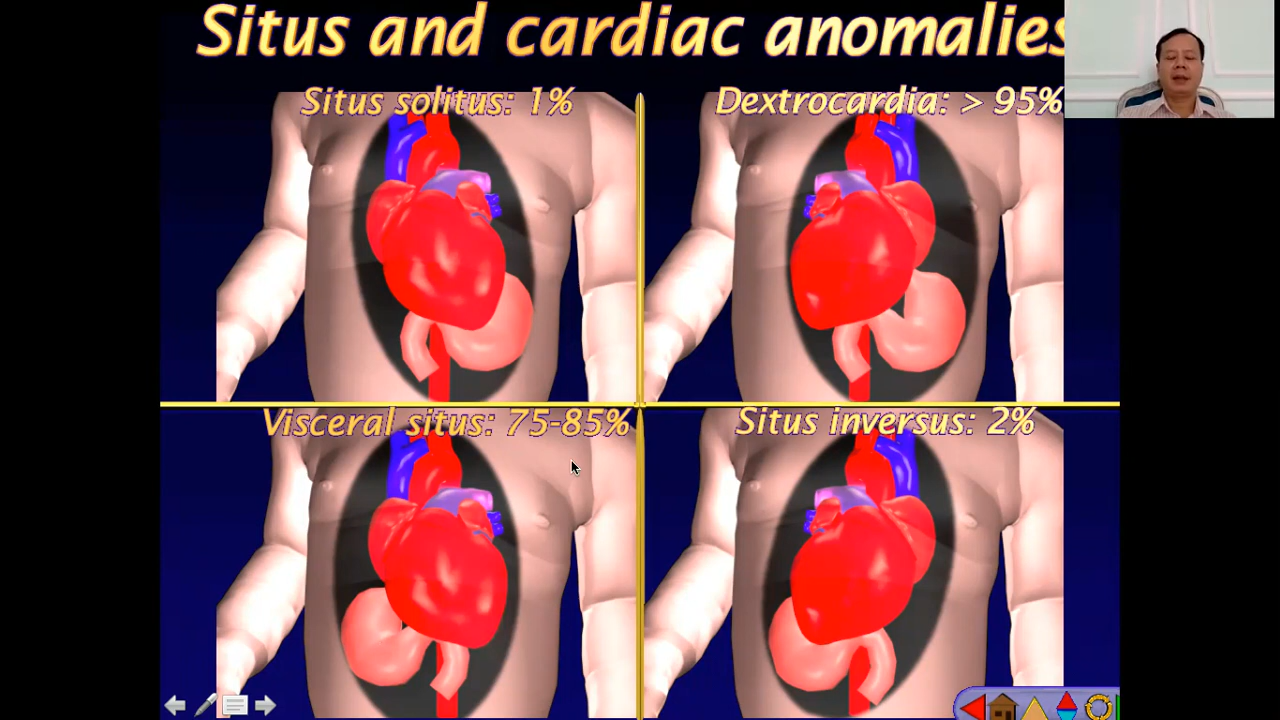 Situs and cardiac anomalies
Situs solitus: 1%
Dextrocardia: > 95%
Visceral situs: 75-85%
Situs inversus: 2%